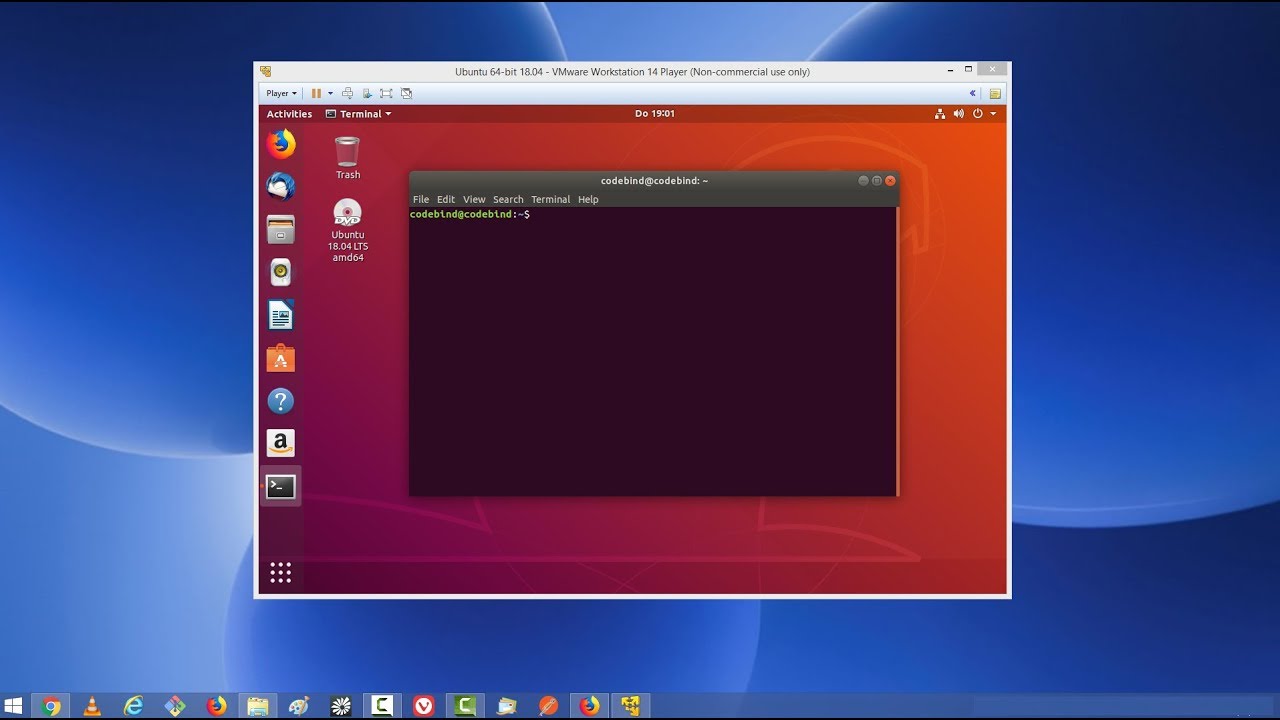 Ubuntu 64-bit 18.04 - VMware Workstation 14 Player (Non-commercial use only)
Player
Activities
Terminal
Do 19:01
Trash
DVD
Ubuntu
18.04 LTS
amd64
codebind@codebind: ~
File Edit View Search Terminal Help
codebind@codebind:~$